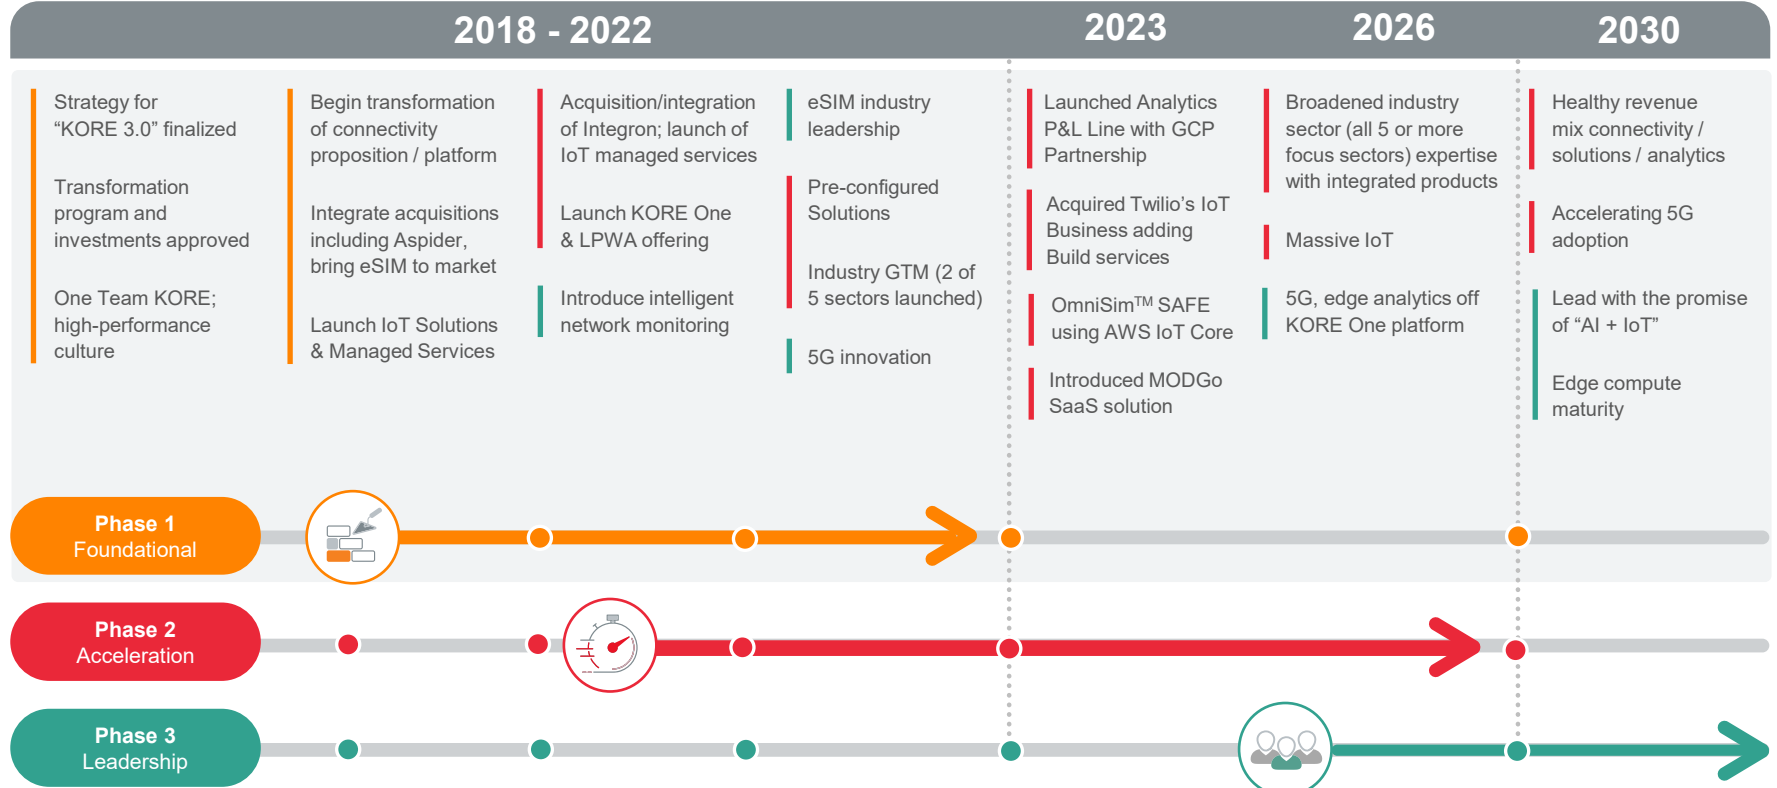 2018 - 2022
2023
2026
2030
Strategy for
“KORE 3.0” finalized
Transformation
program and
investments approved
One Team KORE;
high-performance
culture
Begin transformation
of connectivity
proposition / platform
Integrate acquisitions
including Aspider,
bring eSIM to market
Launch IoT Solutions
& Managed Services
Acquisition/integration
of Integron; launch of
IoT managed services
Launch KORE One
& LPWA offering
Introduce intelligent
network monitoring
eSIM industry
leadership
Pre-configured
Solutions
Industry GTM (2 of
5 sectors launched)
5G innovation
Launched Analytics
P&L Line with GCP
Partnership
Acquired Twilio’s IoT
Business adding
Build services
OmniSim™ SAFE
using AWS IoT Core
Introduced MODGo
SaaS solution
Broadened industry
sector (all 5 or more
focus sectors) expertise
with integrated products
Massive IoT
5G, edge analytics off
KORE One platform
Healthy revenue
mix connectivity /
solutions / analytics
Accelerating 5G
adoption
Lead with the promise
of “AI + IoT”
Edge compute
maturity
Phase 1
Foundational
Phase 2
Acceleration
Phase 3
Leadership